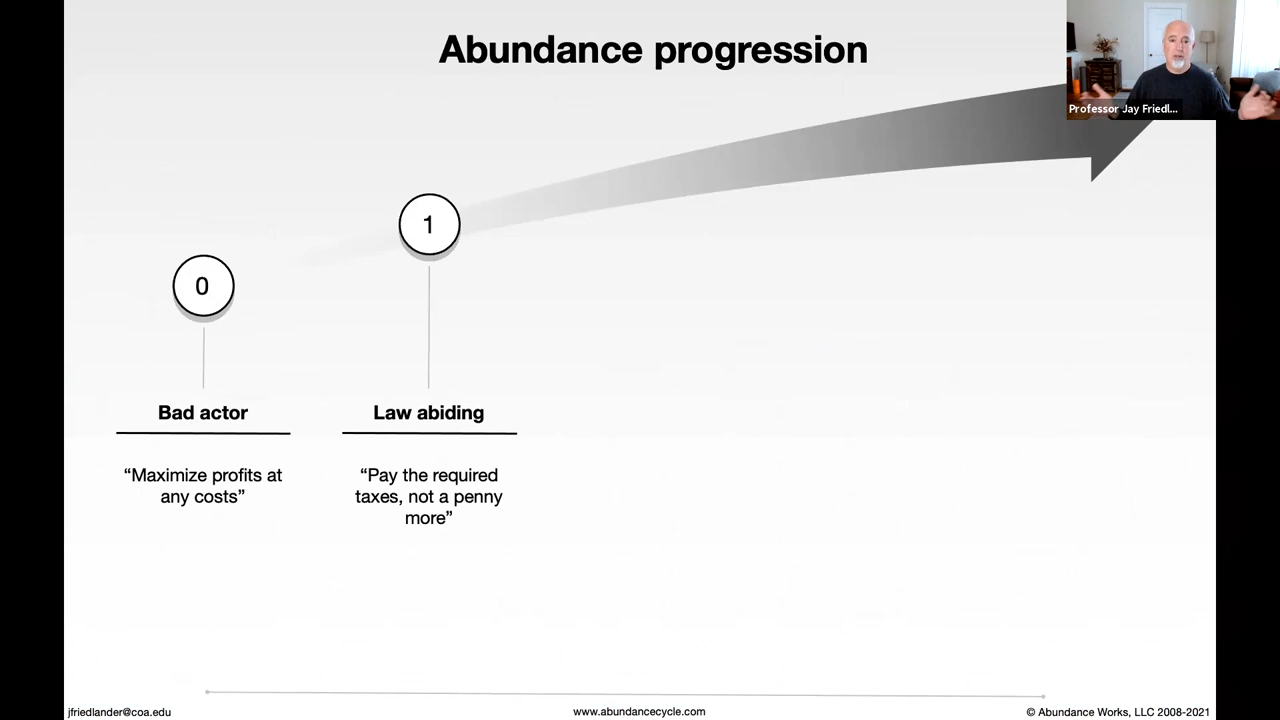 Abundance progression
Professor Jay Friedl...
1
0
Bad actor
Law abiding
“Maximize profits at
any costs”
“Pay the required
taxes, not a penny
more”
jfriedlander@coa.edu
www.abundancecycle.com
© Abundance Works, LLC 2008-2021